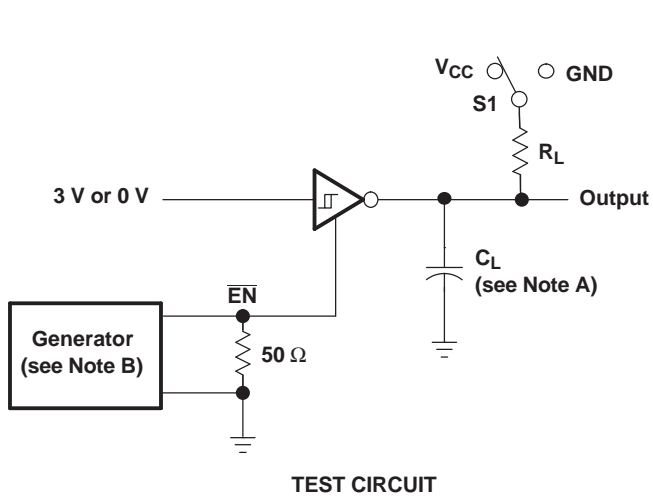 VCC
GND
S1
RL
3 V or 0 V
Output
CL
(see Note A)
EN
Generator
(see Note B)
50 Ω
TEST CIRCUIT